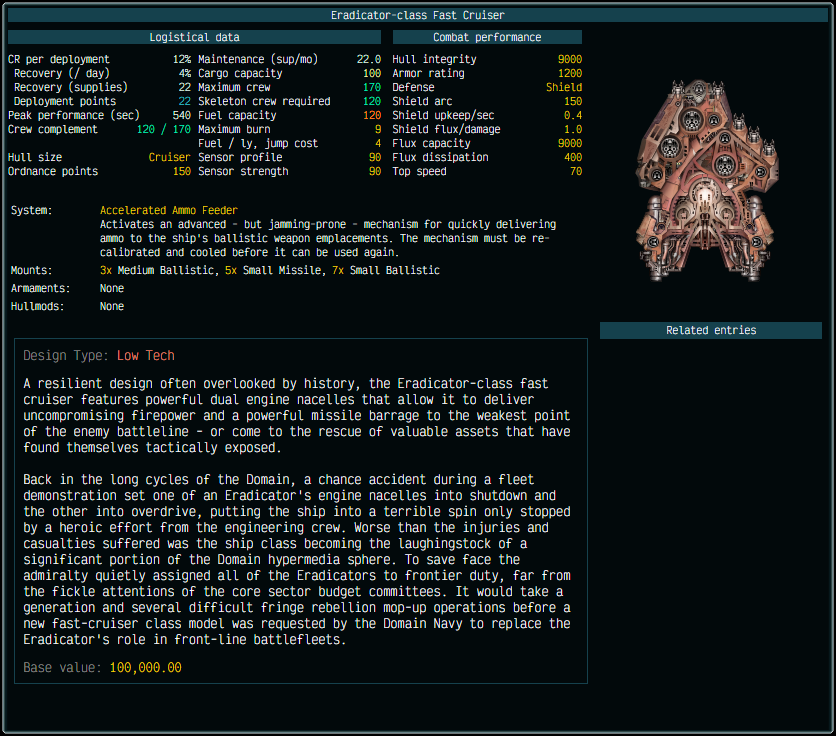 Eradicator-class Fast Cruiser
Logistical data
Combat performance
CR per deployment 12% Maintenance (sup/mo) 22.0 Hull integrity 9000
Recovery (/ day) 4% Cargo capacity 100 Armor rating 1200
Recovery (supplies) 22 Maximum crew 170 Defense Shield
Deployment points 22 Skeleton crew required 120 Shield arc 150
Peak performance (sec) 540 Fuel capacity 120 Shield upkeep/sec 0.4
Crew complement 120 / 170 Maximum burn 9 Shield flux/damage 1.0
Fuel / ly, jump cost 4 Flux capacity 9000
Hull size Cruiser Sensor profile 90 Flux dissipation 400
Ordnance points 150 Sensor strength 90 Top speed 70
System: Accelerated Ammo Feeder
Activates an advanced - but jamming-prone - mechanism for quickly delivering
ammo to the ship's ballistic weapon emplacements. The mechanism must be re-
calibrated and cooled before it can be used again.
Mounts: 3x Medium Ballistic, 5x Small Missile, 7x Small Ballistic
Armaments: None
Hullmods: None
Related entries
Design Type: Low Tech
A resilient design often overlooked by history, the Eradicator-class fast
cruiser features powerful dual engine nacelles that allow it to deliver
uncompromising firepower and a powerful missile barrage to the weakest point
of the enemy battleline - or come to the rescue of valuable assets that have
found themselves tactically exposed.
Back in the long cycles of the Domain, a chance accident during a fleet
demonstration set one of an Eradicator's engine nacelles into shutdown and
the other into overdrive, putting the ship into a terrible spin only stopped
by a heroic effort from the engineering crew. Worse than the injuries and
casualties suffered was the ship class becoming the laughingstock of a
significant portion of the Domain hypermedia sphere. To save face the
admiralty quietly assigned all of the Eradicators to frontier duty, far from
the fickle attentions of the core sector budget committees. It would take a
generation and several difficult fringe rebellion mop-up operations before a
new fast-cruiser class model was requested by the Domain Navy to replace the
Eradicator's role in front-line battlefleets.
Base value: 100,000.00